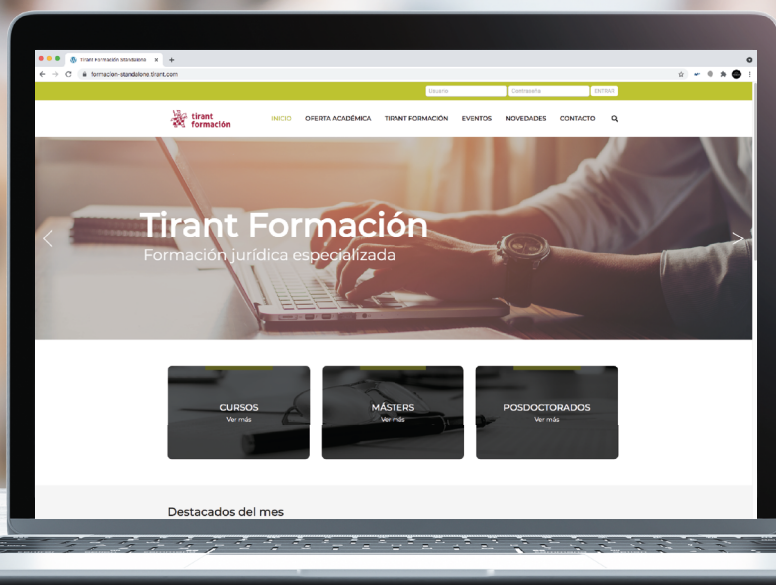 Tirant Formación Standalone
formacion-standalone.tirant.com
Usuario Contraseña ENTRAR
tirant
formación
INICIO OFERTA ACADÉMICA TIRANT FORMACIÓN EVENTOS NOVEDADES CONTACTO
Tirant Formación
Formación jurídica especializada
CURSOS
Ver más
MÁSTERS
Ver más
POSDOCTORADOS
Ver más
Destacados del mes